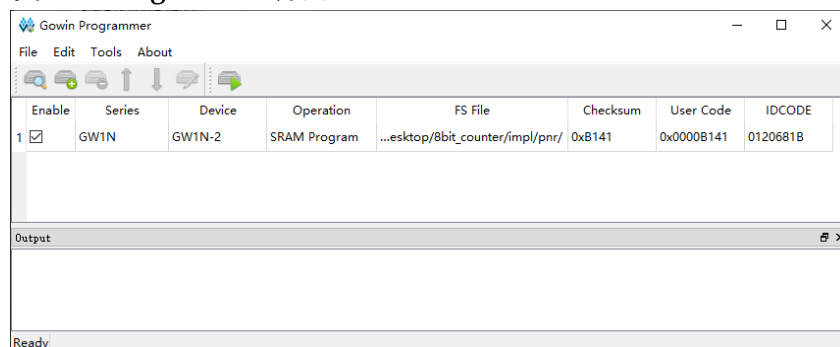 Gowin Programmer
File Edit Tools About
Enable Series Device Operation FS File Checksum User Code IDCODE
1 GW1N GW1N-2 SRAM Program ...esktop/8bit_counter/impl/pnr/ 0xB141 0x0000B141 0120681B
Output
Ready